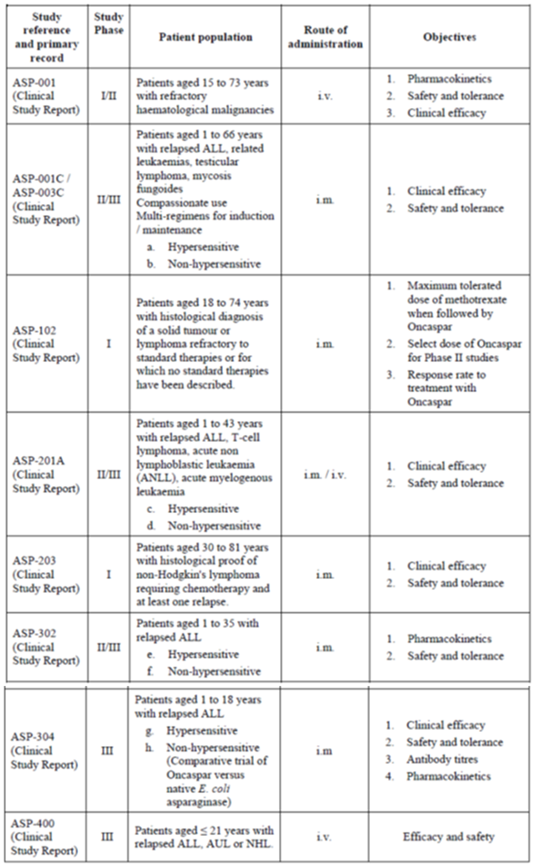 Study reference and primary record
Study Phase
Patient population
Route of administration
Objectives
ASP-001
(Clinical
Study Report)
I/II
Patients aged 15 to 73 years
with refractory
haematological malignancies
i.v.
1. Pharmacokinetics
2. Safety and tolerance
3. Clinical efficacy
ASP-001C /
ASP-003C
(Clinical
Study Report)
II/III
Patients aged 1 to 66 years
with relapsed ALL, related
leukaemias, testicular
lymphoma, mycosis
fungoides
Compassionate use
Multi-regimens for induction
/ maintenance
a. Hypersensitive
b. Non-hypersensitive
i.m.
1. Clinical efficacy
2. Safety and tolerance
ASP-102
(Clinical
Study Report)
I
Patients aged 18 to 74 years
with histological diagnosis
of a solid tumour or
lymphoma refractory to
standard therapies or for
which no standard therapies
have been described.
i.m.
1. Maximum tolerated
dose of methotrexate
when followed by
Oncaspar
2. Select dose of Oncaspar
for Phase II studies
3. Response rate to
treatment with
Oncaspar
ASP-201A
(Clinical
Study Report)
II/III
Patients aged 1 to 43 years
with relapsed ALL, T-cell
lymphoma, acute non
lymphoblastic leukaemia
(ANLL), acute myelogenous
leukaemia
c. Hypersensitive
d. Non-hypersensitive
i.m. / i.v.
1. Clinical efficacy
2. Safety and tolerance
ASP-203
(Clinical
Study Report)
I
Patients aged 30 to 81 years
with histological proof of
non-Hodgkin's lymphoma
requiring chemotherapy and
at least one relapse.
i.m.
1. Clinical efficacy
2. Safety and tolerance
ASP-302
(Clinical
Study Report)
II/III
Patients aged 1 to 35 with
relapsed ALL
e. Hypersensitive
f. Non-hypersensitive
i.m.
1. Pharmacokinetics
2. Safety and tolerance
ASP-304
(Clinical
Study Report)
III
Patients aged 1 to 18 years
with relapsed ALL
g. Hypersensitive
h. Non-hypersensitive
(Comparative trial of
Oncaspar versus
native E. coli
asparaginase)
i.m
1. Clinical efficacy
2. Safety and tolerance
3. Antibody titres
4. Pharmacokinetics
ASP-400
(Clinical
Study Report)
III
Patients aged ≤ 21 years with
relapsed ALL, AUL or NHL.
i.v.
Efficacy and safety